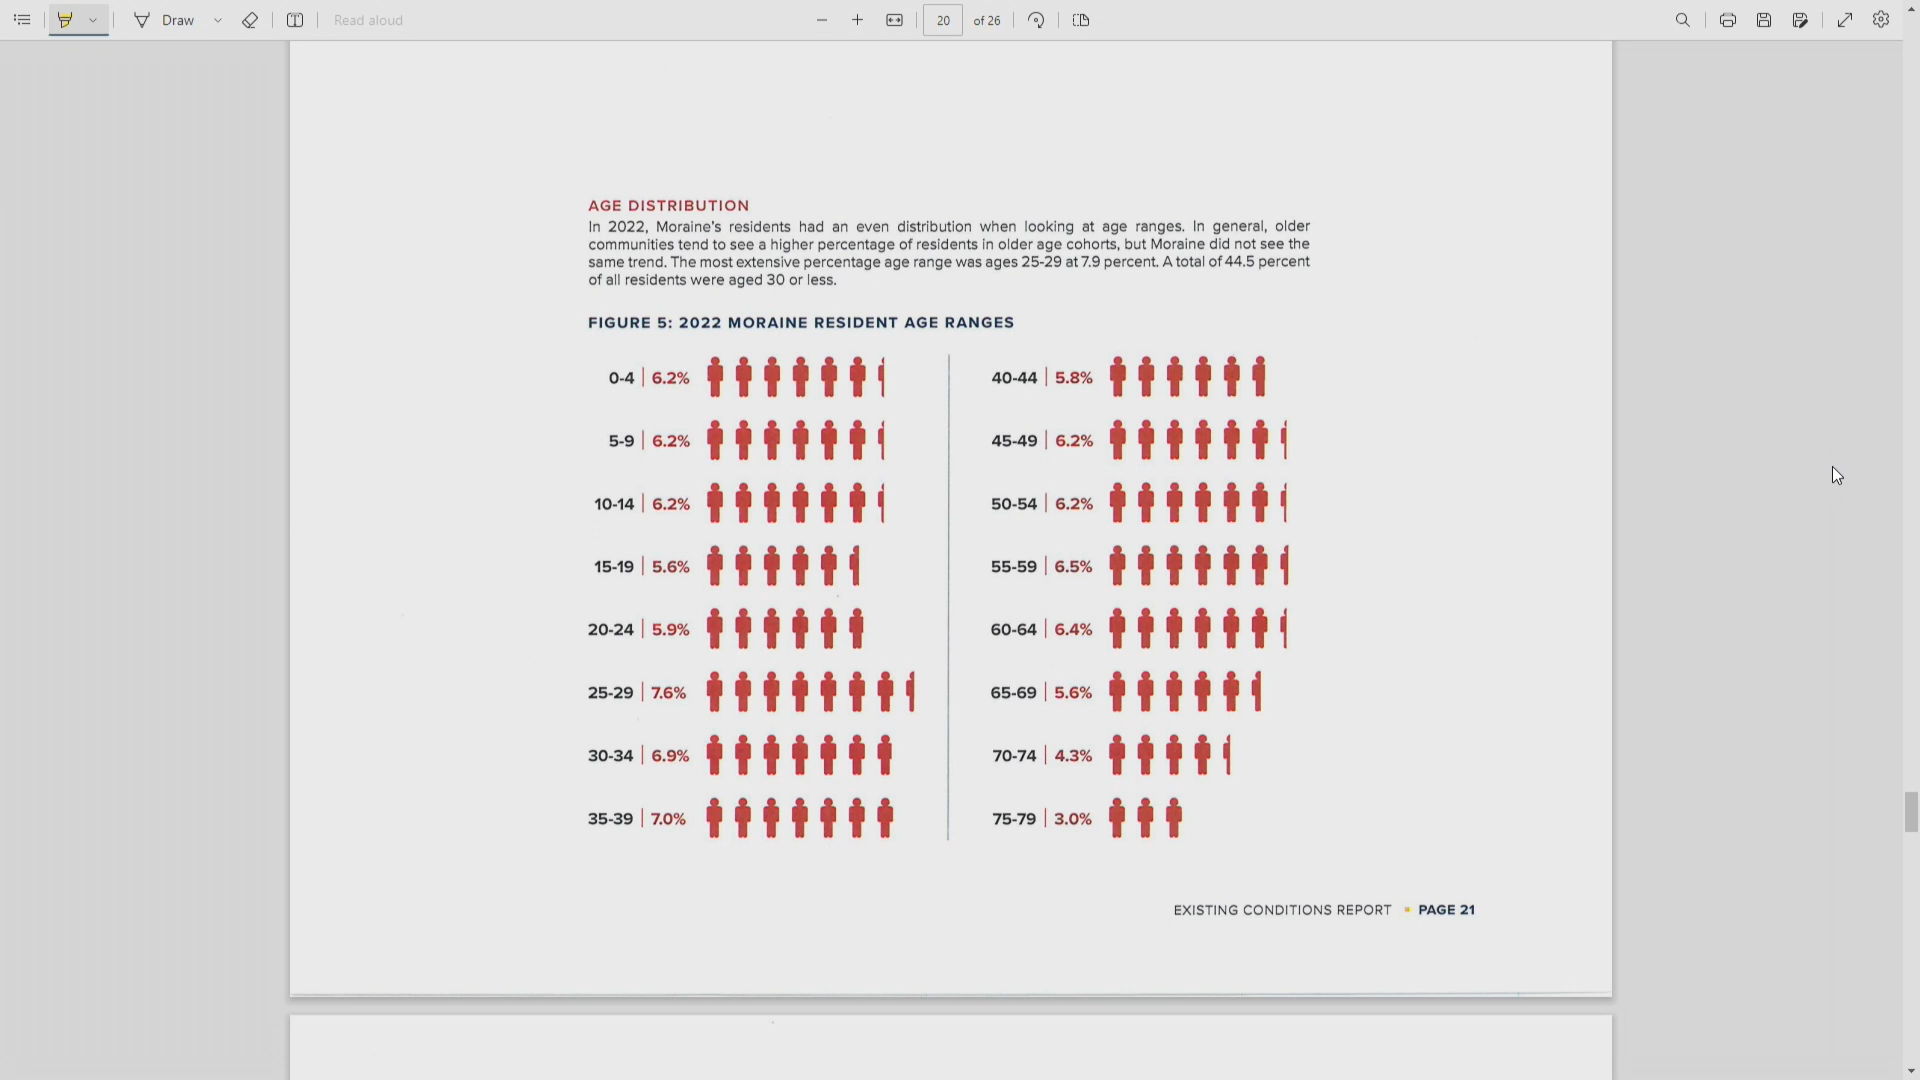 Draw
Read aloud
20 of 26
AGE DISTRIBUTION
In 2022, Moraine's residents had an even distribution when looking at age ranges. In general, older
communities tend to see a higher percentage of residents in older age cohorts, but Moraine did not see the
same trend. The most extensive percentage age range was ages 25-29 at 7.9 percent. A total of 44.5 percent
of all residents were aged 30 or less.
FIGURE 5: 2022 MORAINE RESIDENT AGE RANGES
0-4 | 6.2%
5-9 | 6.2%
10-14 | 6.2%
15-19 | 5.6%
20-24 | 5.9%
25-29 | 7.6%
30-34 | 6.9%
35-39 | 7.0%
40-44 | 5.8%
45-49 | 6.2%
50-54 | 6.2%
55-59 | 6.5%
60-64 | 6.4%
65-69 | 5.6%
70-74 | 4.3%
75-79 | 3.0%
EXISTING CONDITIONS REPORT ▪ PAGE 21